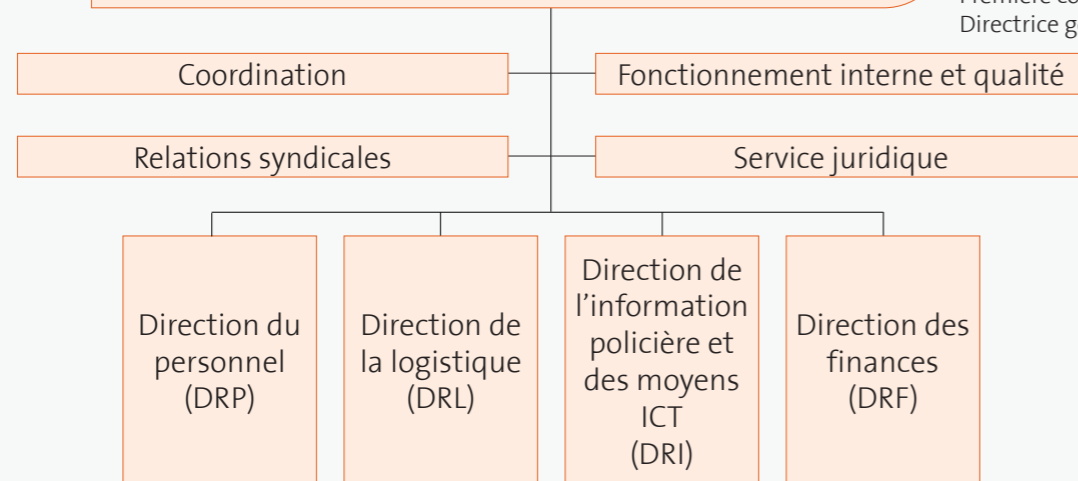 Directrice
Coordination
Fonctionnement interne et qualité
Relations syndicales
Service juridique
Direction du
personnel
(DRP)
Direction de
la logistique
(DRL)
Direction de
l'information
policière et
des moyens
ICT
(DRI)
Direction des
finances
(DRF)